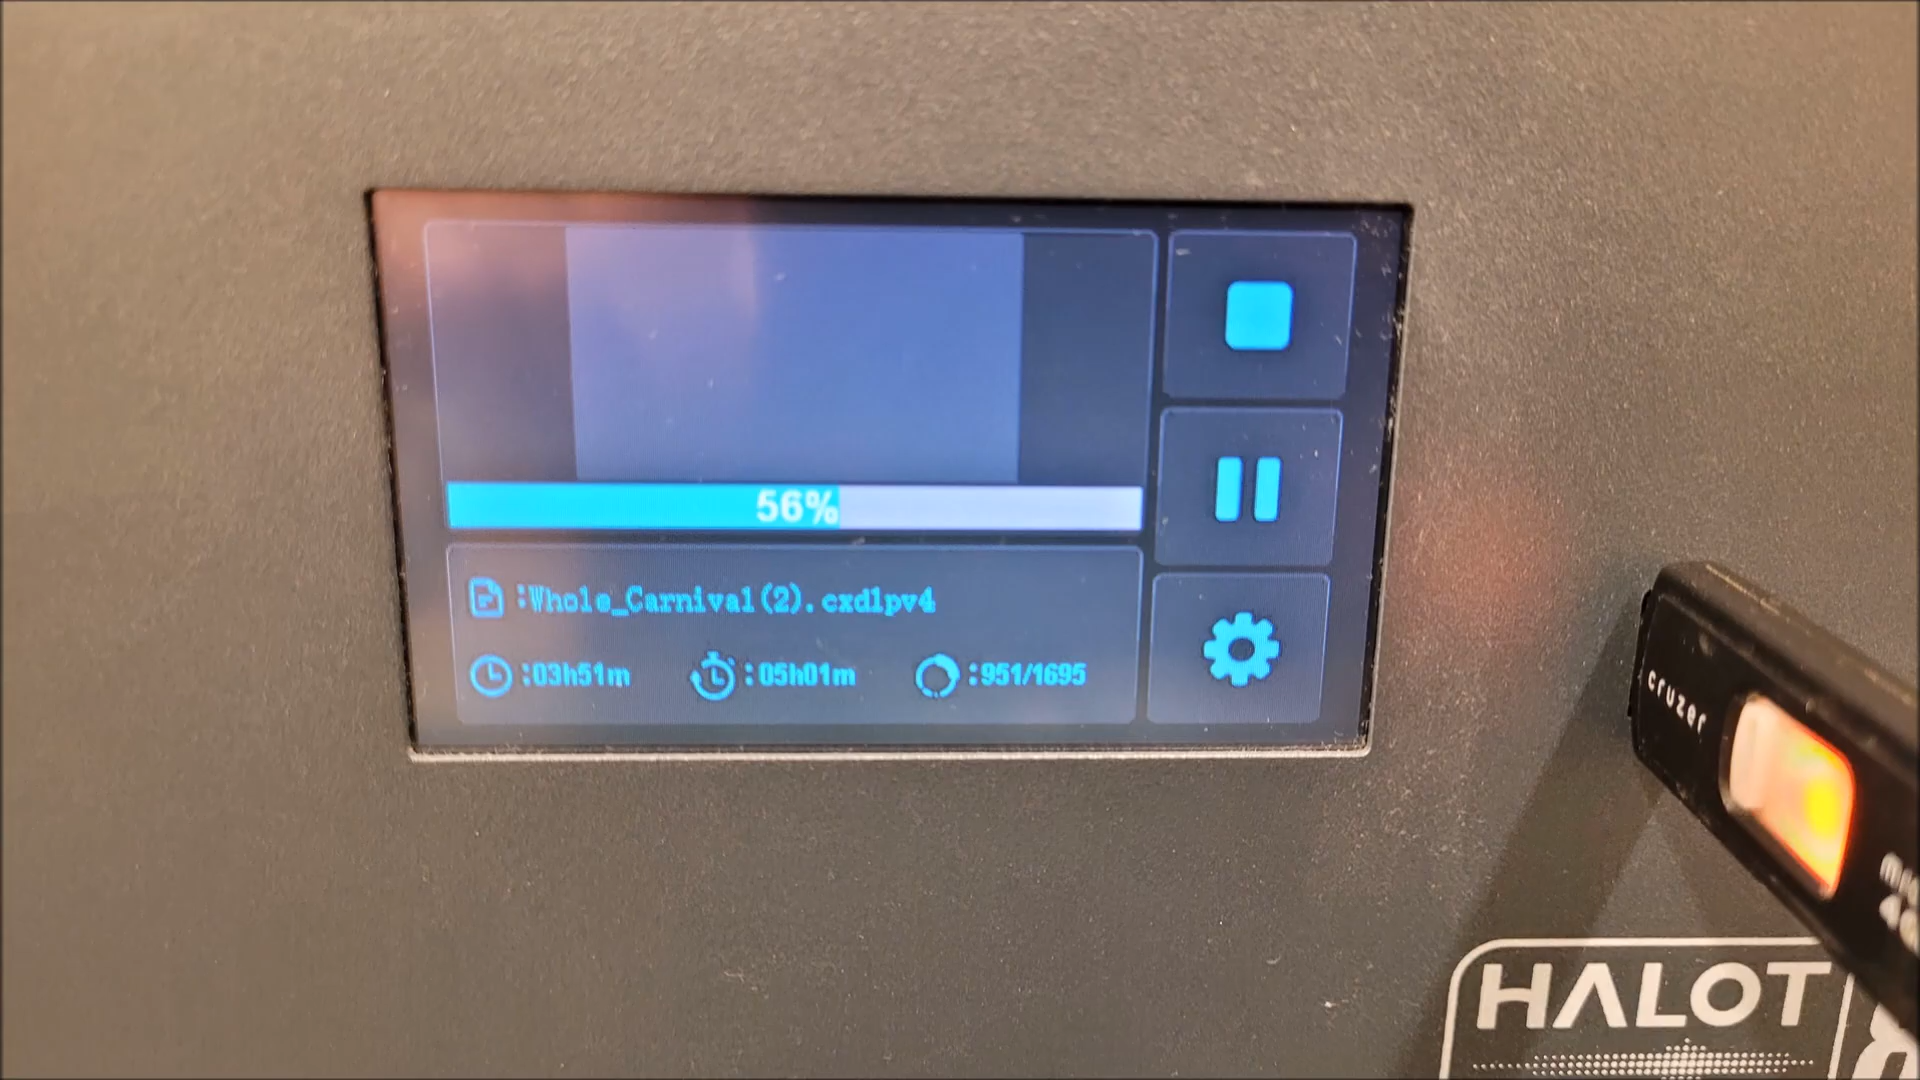 56%
:Whole_Carnival(2).cxdlpv4
:03h51m :05h01m :951/1695
cruzer
HALOT